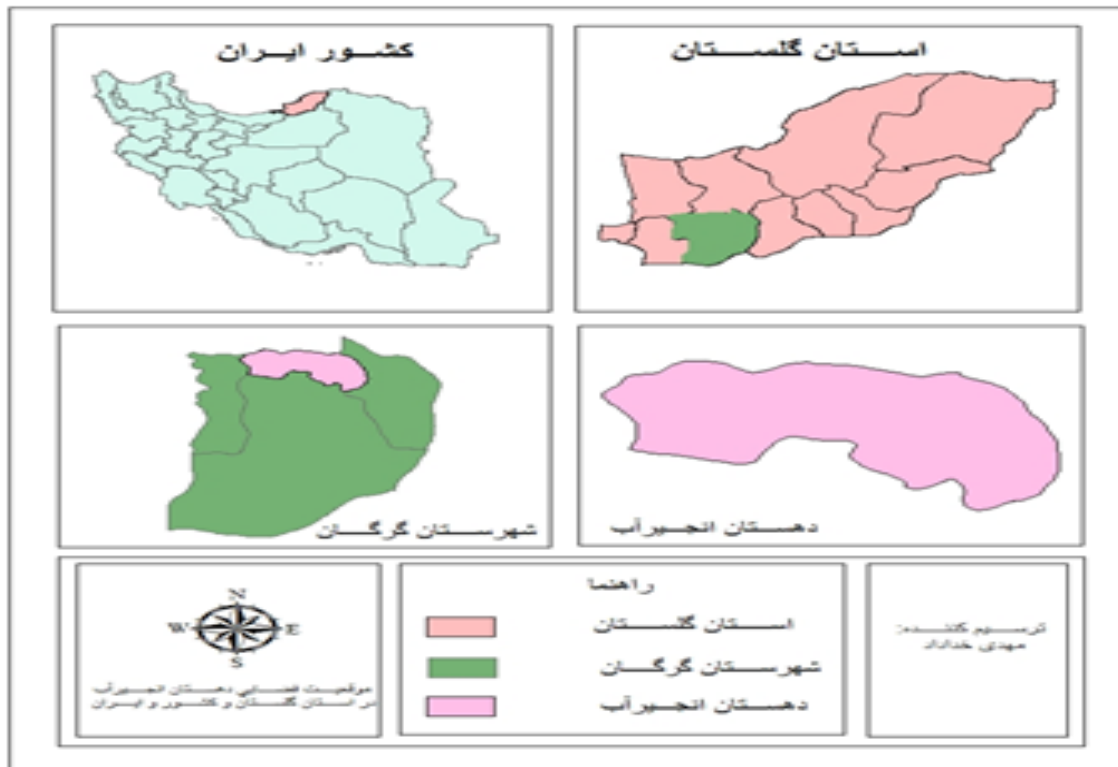 کشور ایران
استان گلستان
شهرستان گرگان
دهستان انجیرآب
راهنما
استان گلستان
شهرستان گرگان
دهستان انجیرآب
N
W E
S
موقعیت فضایی دهستان انجیرآب
در استان گلستان و کشور و ایران
ترسیم کننده:
مهدی خداداد